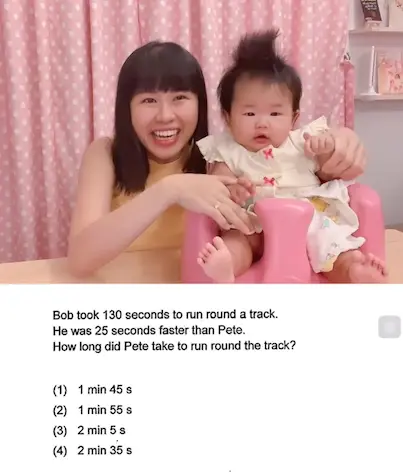 Bob took 130 seconds to run round a track.
He was 25 seconds faster than Pete.
How long did Pete take to run round the track?
(1) 1 min 45 s
(2) 1 min 55 s
(3) 2 min 5 s
(4) 2 min 35 s